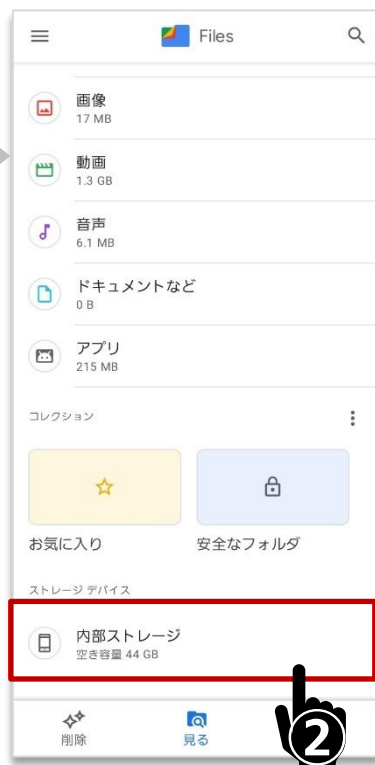 Files
画像
17 MB
動画
1.3 GB
音声
6.1 MB
ドキュメントなど
0 B
アプリ
215 MB
コレクション
お気に入り
安全なフォルダ
ストレージ デバイス
内部ストレージ
空き容量 44 GB
削除
見る
2